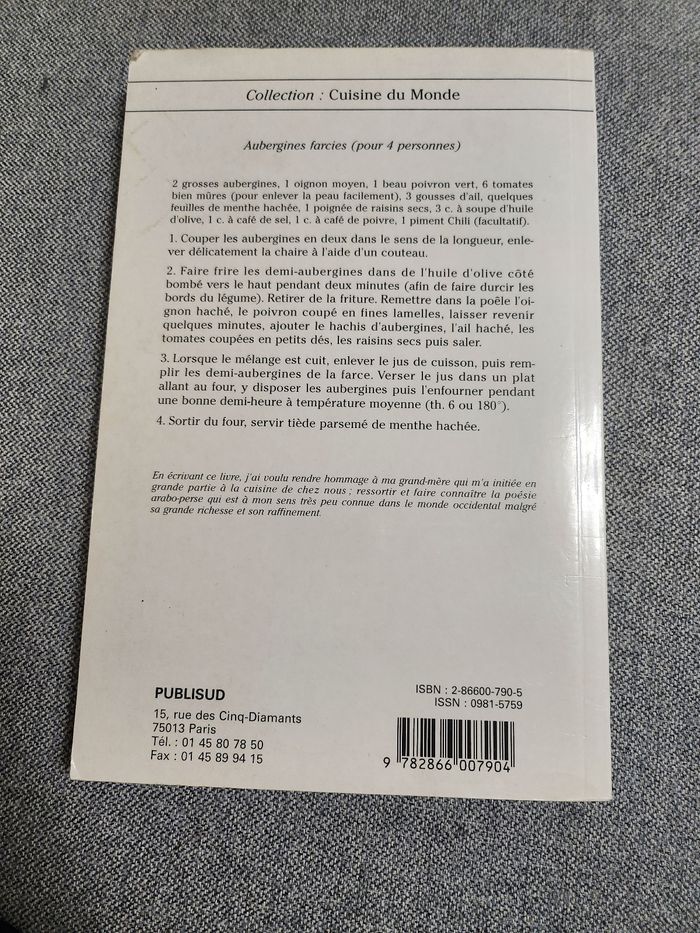 Collection : Cuisine du Monde
Aubergines farcies (pour 4 personnes)
2 grosses aubergines, 1 oignon moyen, 1 beau poivron vert, 6 tomates
bien mûres (pour enlever la peau facilement), 3 gousses d'ail, quelques
feuilles de menthe hachée, 1 poignée de raisins secs, 3 c. à soupe d'huile
d'olive, 1 c. à café de sel, 1 c. à café de poivre, 1 piment Chili (facultatif).
1. Couper les aubergines en deux dans le sens de la longueur, enle-
ver délicatement la chaire à l'aide d'un couteau.
2. Faire frire les demi-aubergines dans de l'huile d'olive côté
bombé vers le haut pendant deux minutes (afin de faire durcir les
bords du légume). Retirer de la friture. Remettre dans la poêle l'oi-
gnon haché, le poivron coupé en fines lamelles, laisser revenir
quelques minutes, ajouter le hachis d'aubergines, l'ail haché, les
tomates coupées en petits dés, les raisins secs puis saler.
3. Lorsque le mélange est cuit, enlever le jus de cuisson, puis rem-
plir les demi-aubergines de la farce. Verser le jus dans un plat
allant au four, y disposer les aubergines puis l'enfourner pendant
une bonne demi-heure à température moyenne (th. 6 ou 180°).
4. Sortir du four, servir tiède parsemé de menthe hachée.
En écrivant ce livre, j'ai voulu rendre hommage à ma grand-mère qui m'a initiée en
grande partie à la cuisine de chez nous ; ressortir et faire connaître la poésie
arabo-perse qui est à mon sens très peu connue dans le monde occidental malgré
sa grande richesse et son raffinement.
PUBLISUD
15, rue des Cinq-Diamants
75013 Paris
Tél. : 01 45 80 78 50
Fax : 01 45 89 94 15
ISBN : 2-86600-790-5
ISSN : 0981-5759
9 782866 007904